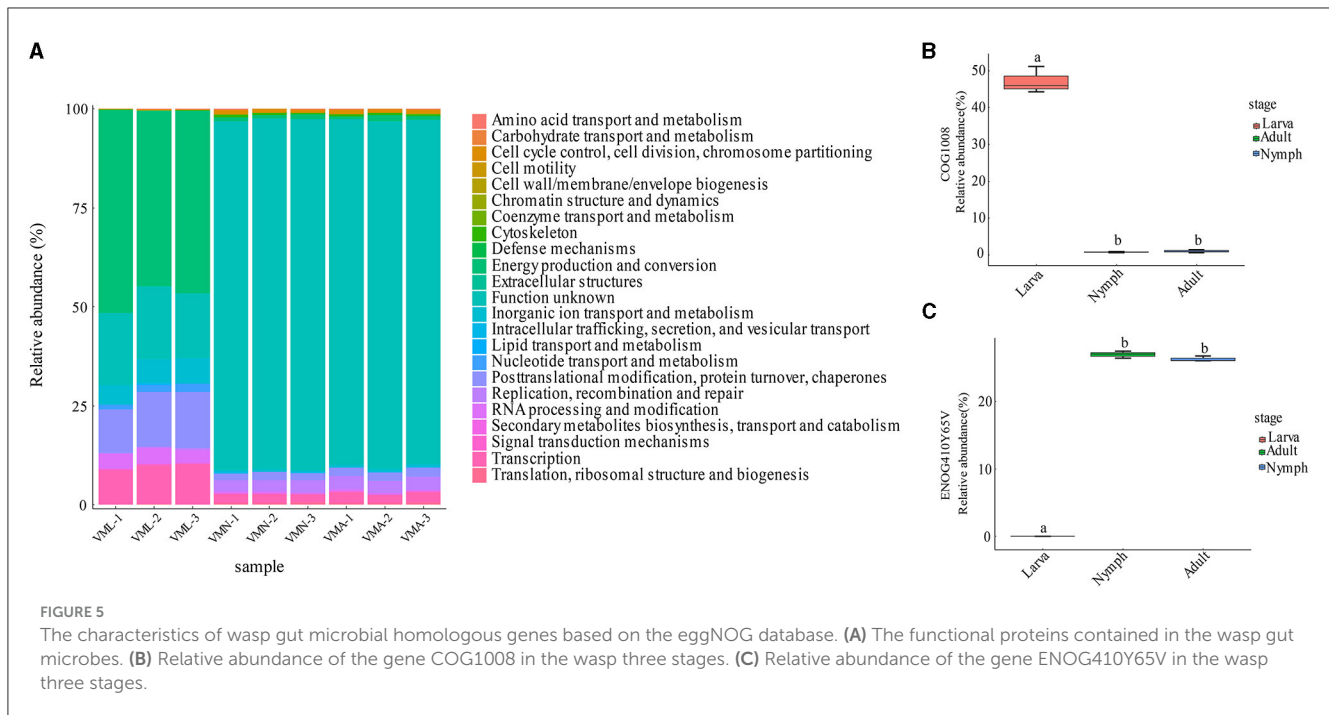 A
100
75
50
25
0
Relative abundance (%)
VML-1
VML-2
VML-3
VMN-1
VMN-2
VMN-3
VMA-1
VMA-2
VMA-3
sample
Amino acid transport and metabolism
Carbohydrate transport and metabolism
Cell cycle control, cell division, chromosome partitioning
Cell motility
Cell wall/membrane/envelope biogenesis
Chromatin structure and dynamics
Coenzyme transport and metabolism
Cytoskeleton
Defense mechanisms
Energy production and conversion
Extracellular structures
Function unknown
Inorganic ion transport and metabolism
Intracellular trafficking, secretion, and vesicular transport
Lipid transport and metabolism
Nucleotide transport and metabolism
Posttranslational modification, protein turnover, chaperones
Replication, recombination and repair
RNA processing and modification
Secondary metabolites biosynthesis, transport and catabolism
Signal transduction mechanisms
Transcription
Translation, ribosomal structure and biogenesis
B
50
40
30
20
10
0
COG1008
Relative abundance(%)
a
b
b
Larva
Nymph
Adult
stage
Larva
Adult
Nymph
C
20
10
0
ENOG410Y65V
Relative abundance(%)
a
b
b
Larva
Nymph
Adult
stage
Larva
Adult
Nymph
FIGURE 5
The characteristics of wasp gut microbial homologous genes based on the eggNOG database. (A) The functional proteins contained in the wasp gut
microbes. (B) Relative abundance of the gene COG1008 in the wasp three stages. (C) Relative abundance of the gene ENOG410Y65V in the wasp
three stages.